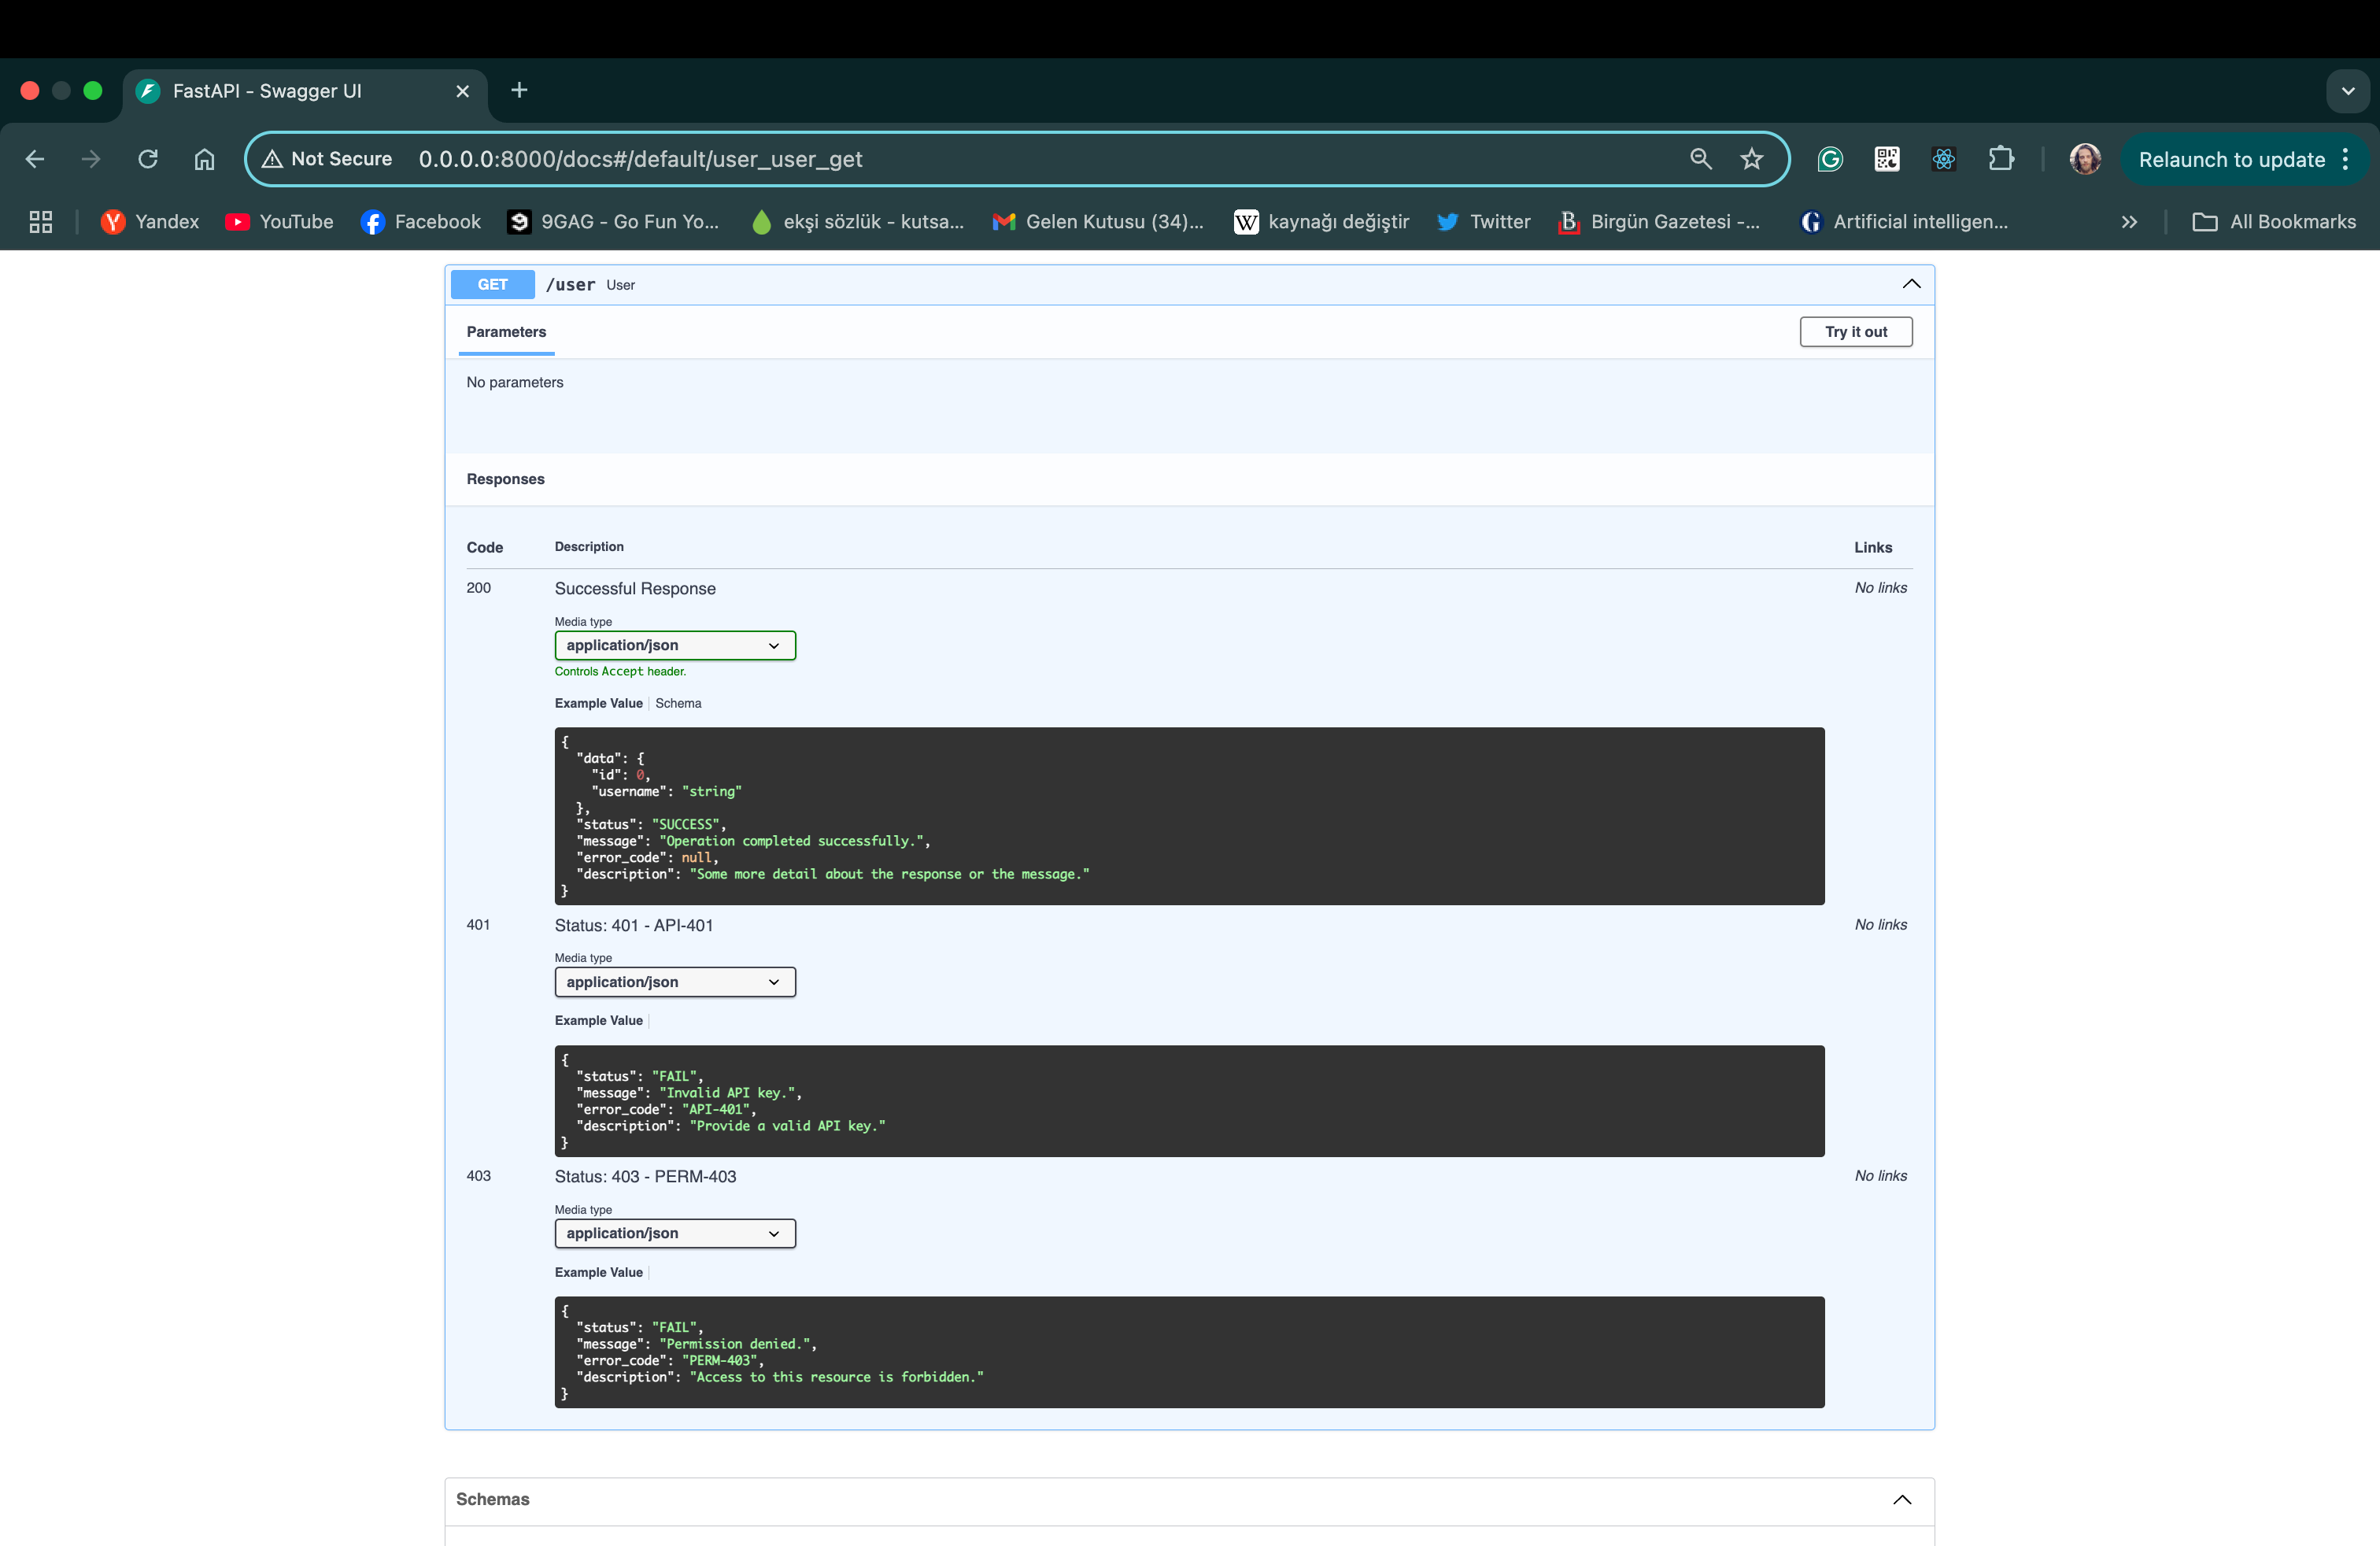 FastAPI - Swagger UI
Not Secure 0.0.0.0:8000/docs#/default/user_user_get
Relaunch to update
Yandex YouTube Facebook 9GAG - Go Fun Yo... ekşi sözlük - kutsa... Gelen Kutusu (34)... kaynağı değiştir Twitter Birgün Gazetesi -... Artificial intelligen... All Bookmarks
GET /user User
Parameters Try it out
No parameters
Responses
Code Description Links
200 Successful Response No links
Media type
application/json
Controls Accept header.
Example Value Schema
{
"data": {
"id": 0,
"username": "string"
},
"status": "SUCCESS",
"message": "Operation completed successfully.",
"error_code": null,
"description": "Some more detail about the response or the message."
}
401 Status: 401 - API-401 No links
Media type
application/json
Example Value
{
"status": "FAIL",
"message": "Invalid API key.",
"error_code": "API-401",
"description": "Provide a valid API key."
}
403 Status: 403 - PERM-403 No links
Media type
application/json
Example Value
{
"status": "FAIL",
"message": "Permission denied.",
"error_code": "PERM-403",
"description": "Access to this resource is forbidden."
}
Schemas